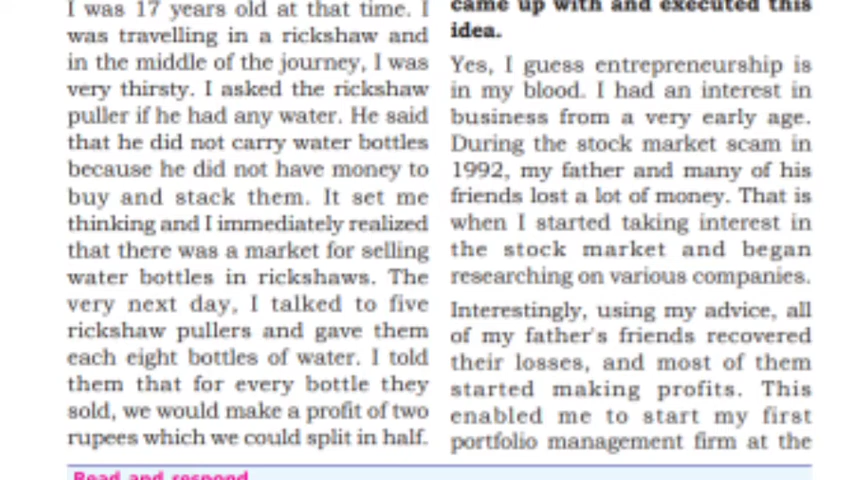 I was 17 years old at that time. I
was travelling in a rickshaw and
in the middle of the journey, I was
very thirsty. I asked the rickshaw
puller if he had any water. He said
that he did not carry water bottles
because he did not have money to
buy and stack them. It set me
thinking and I immediately realized
that there was a market for selling
water bottles in rickshaws. The
very next day, I talked to five
rickshaw pullers and gave them
each eight bottles of water. I told
them that for every bottle they
sold, we would make a profit of two
rupees which we could split in half.
came up with and executed this
idea.
Yes, I guess entrepreneurship is
in my blood. I had an interest in
business from a very early age.
During the stock market scam in
1992, my father and many of his
friends lost a lot of money. That is
when I started taking interest in
the stock market and began
researching on various companies.
Interestingly, using my advice, all
of my father's friends recovered
their losses, and most of them
started making profits. This
enabled me to start my first
portfolio management firm at the
Read and respond